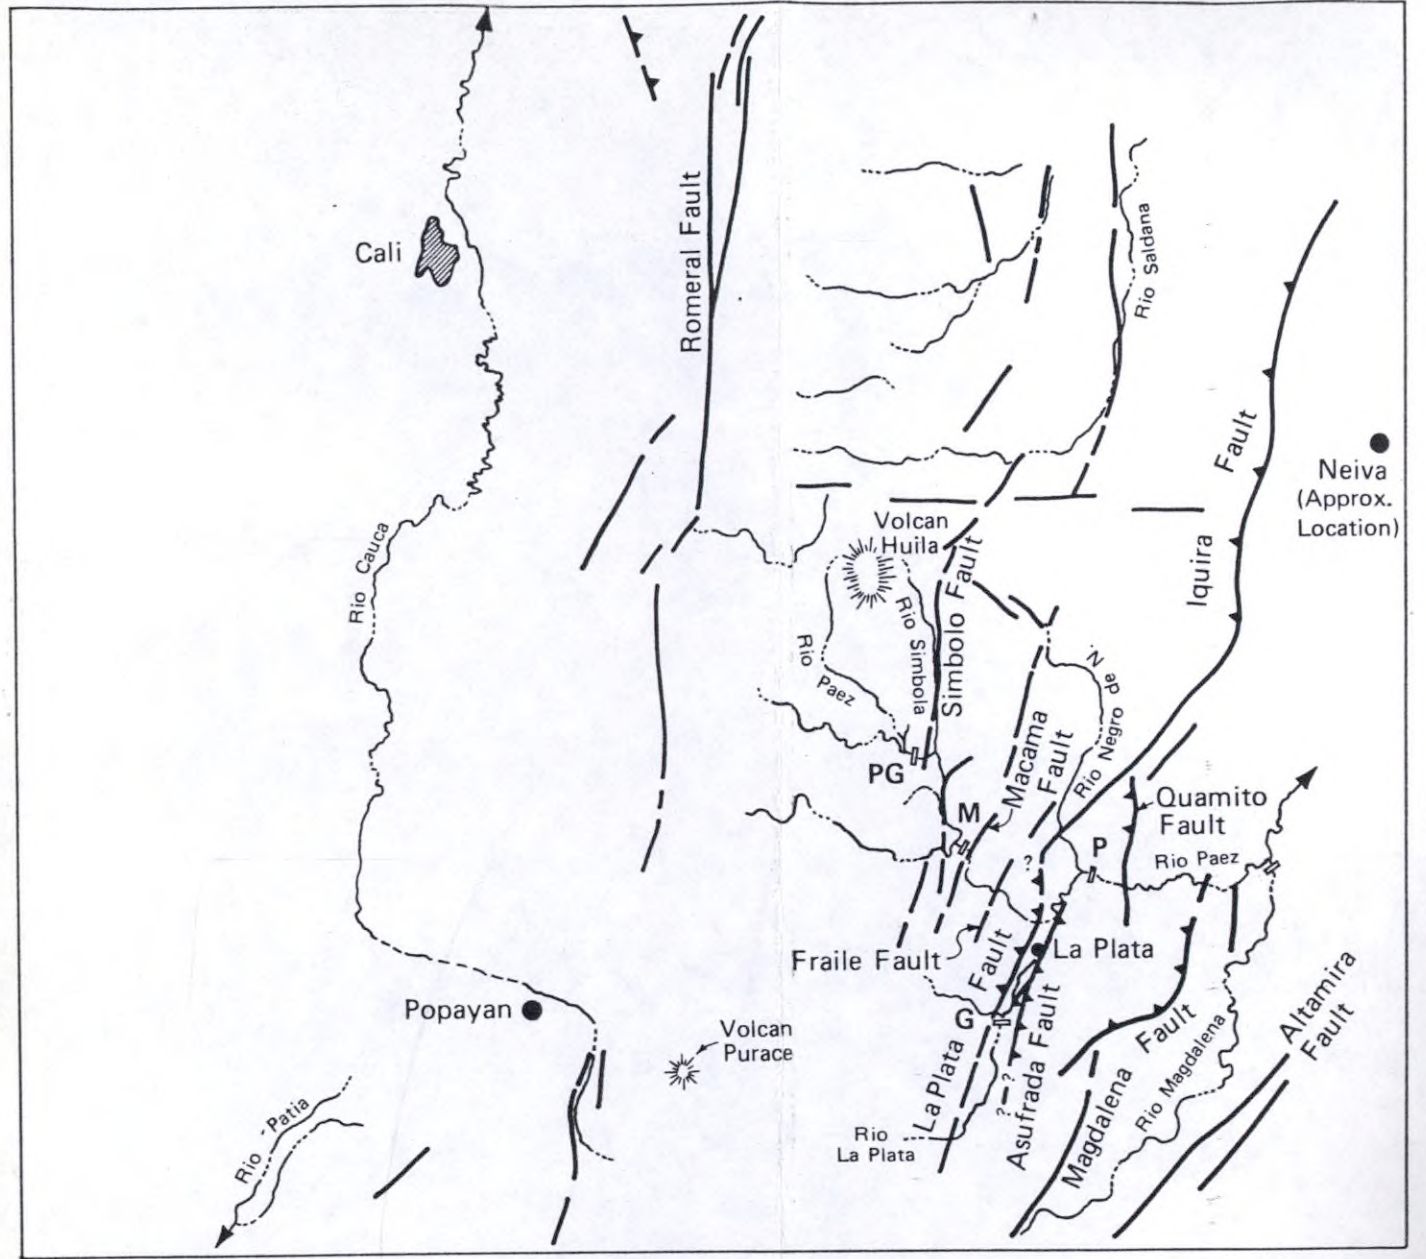 Cali
Romeral Fault
Rio Saldana
Fault
Iquira
Neiva
(Approx.
Location)
Rio Cauca
Volcan
Huila
Simbolo Fault
Rio Simbola
Rio Paez
Rio Negro de N.
Macama
Fault
PG
M
Quamito
Fault
P
Rio Paez
?
Fraile Fault
La Plata
La Plata Fault
G
Popayan
Volcan
Purace
Asufrada Fault
?
?
Rio
La Plata
Magdalena Fault
Rio Magdalena
Altamira
Fault
Rio Patia